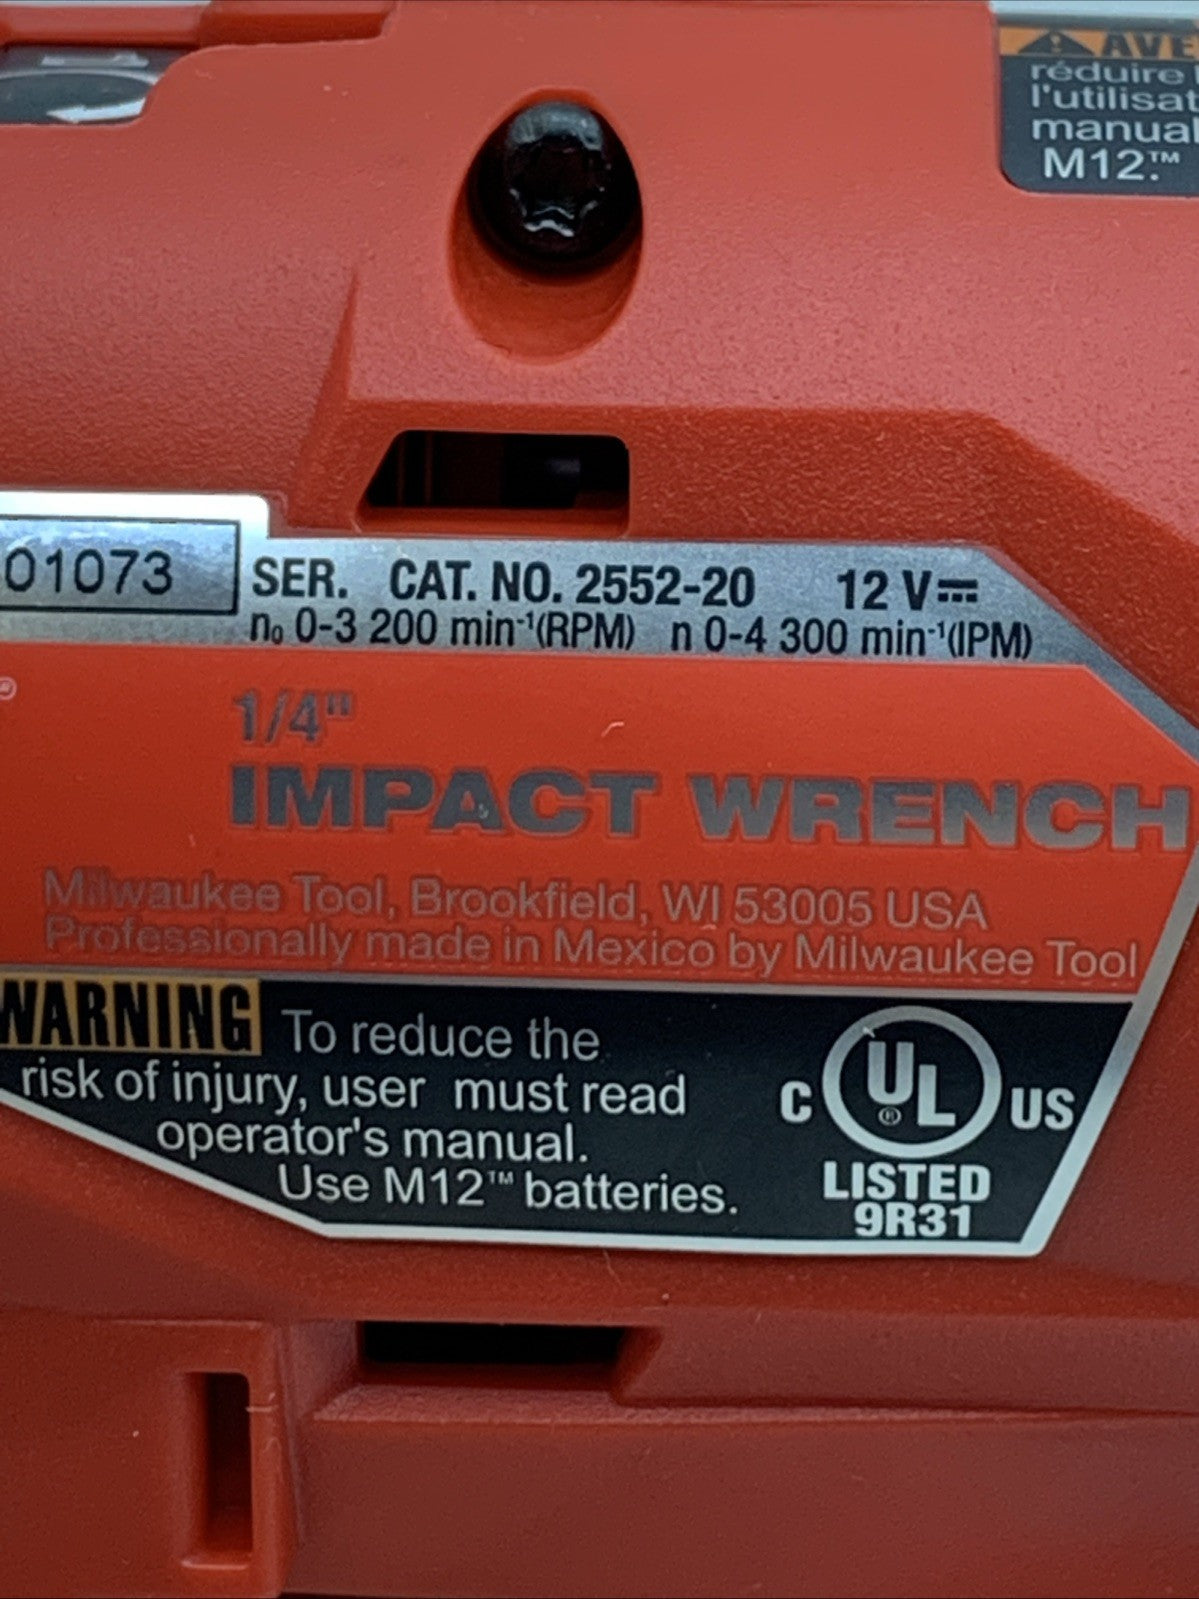 AVE
réduire
l'utilisat
manual
M12.™
01073
SER. CAT. NO. 2552-20 12 V⎓
n₀ 0-3 200 min⁻¹(RPM) n 0-4 300 min⁻¹(IPM)
®
1/4"
IMPACT WRENCH
Milwaukee Tool, Brookfield, WI 53005 USA
Professionally made in Mexico by Milwaukee Tool
WARNING To reduce the
risk of injury, user must read
operator's manual.
Use M12™ batteries.
C UL® US
LISTED
9R31